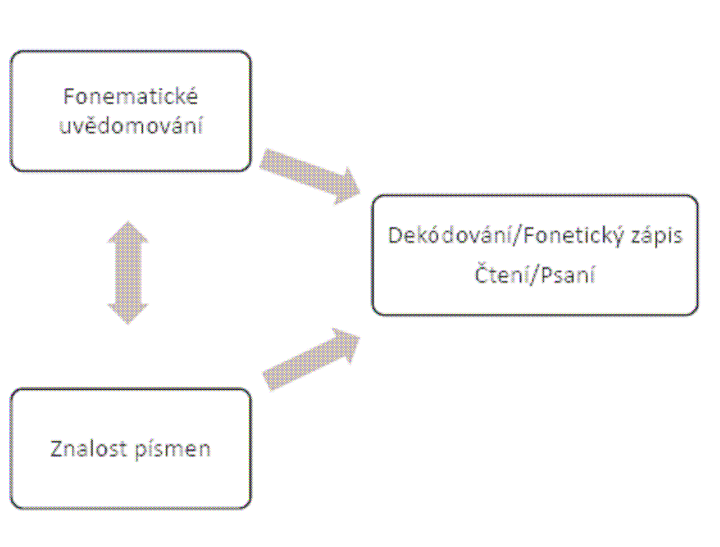 Fonematické
uvědomování
Dekódování/Fonetický zápis
Čtení/Psaní
Znalost písmen